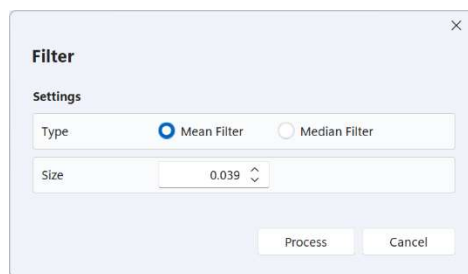 Filter
Settings
Type Mean Filter Median Filter
Size 0.039
Process Cancel